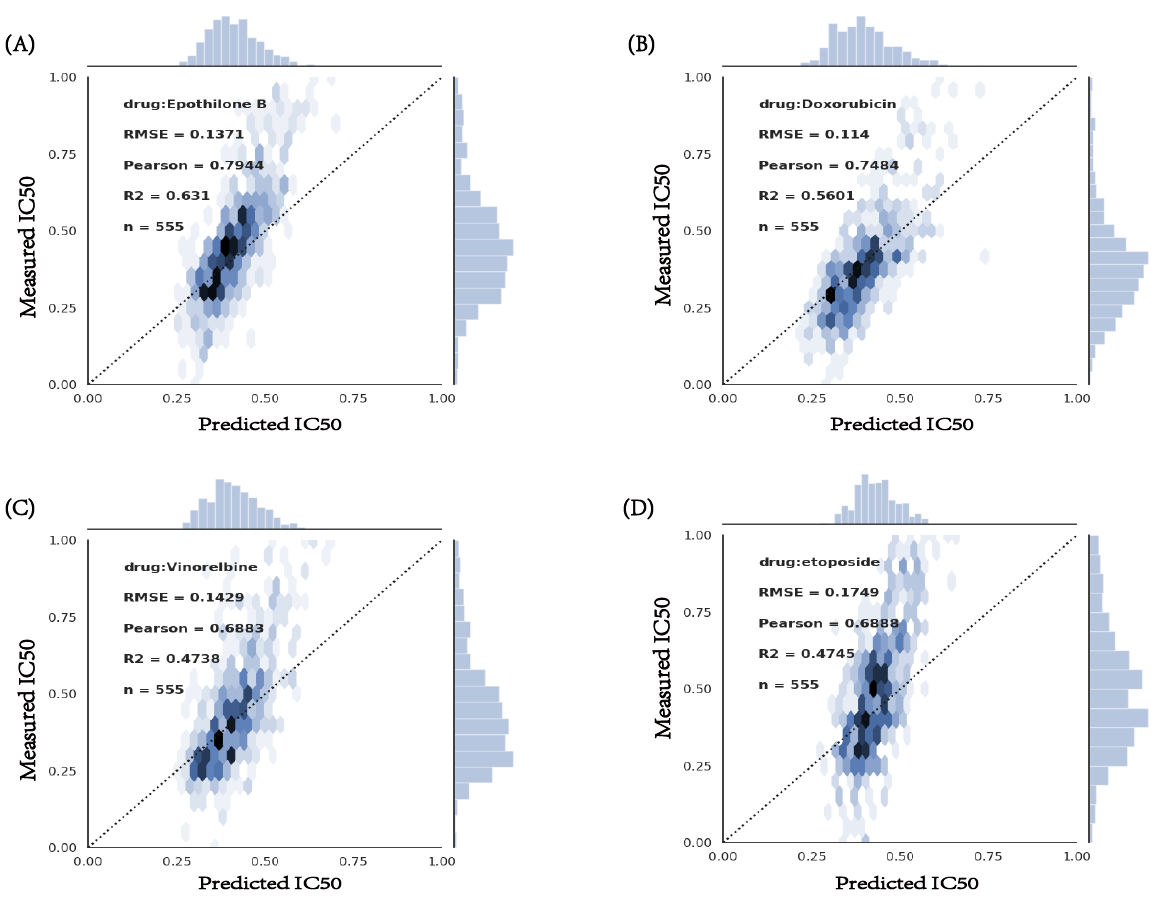 (A)
1.00
drug:Epothilone B
RMSE = 0.1371
0.75
Pearson = 0.7944
R2 = 0.631
0.50
n = 555
0.25
0.00
Measured IC50
0.00 0.25 0.50 0.75 1.00
Predicted IC50
(B)
1.00
drug:Doxorubicin
RMSE = 0.114
0.75
Pearson = 0.7484
R2 = 0.5601
0.50
n = 555
0.25
0.00
Measured IC50
0.00 0.25 0.50 0.75 1.00
Predicted IC50
(C)
1.00
drug:Vinorelbine
RMSE = 0.1429
0.75
Pearson = 0.6883
R2 = 0.4738
0.50
n = 555
0.25
0.00
Measured IC50
0.00 0.25 0.50 0.75 1.00
Predicted IC50
(D)
1.00
drug:etoposide
RMSE = 0.1749
0.75
Pearson = 0.6888
R2 = 0.4745
0.50
n = 555
0.25
0.00
Measured IC50
0.00 0.25 0.50 0.75 1.00
Predicted IC50